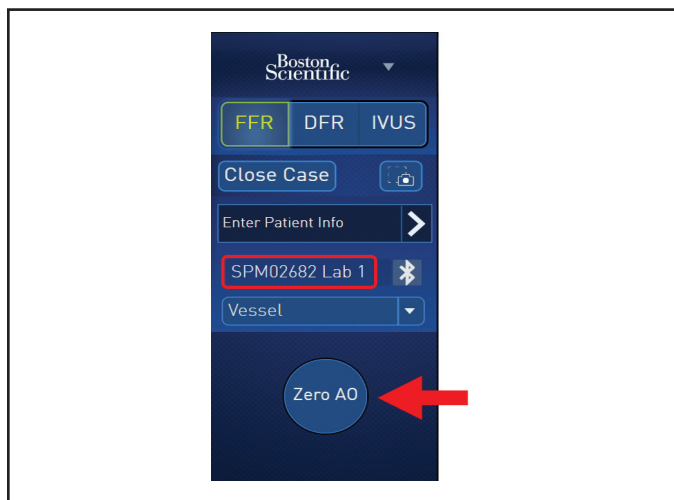 Boston
Scientific
FFR DFR IVUS
Close Case
Enter Patient Info
SPM02682 Lab 1
Vessel
Zero AO